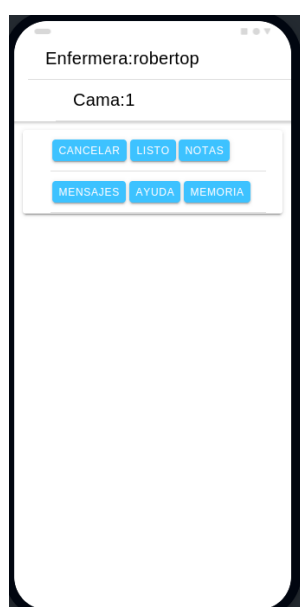 Enfermera:robertop
Cama:1
CANCELAR LISTO NOTAS
MENSAJES AYUDA MEMORIA